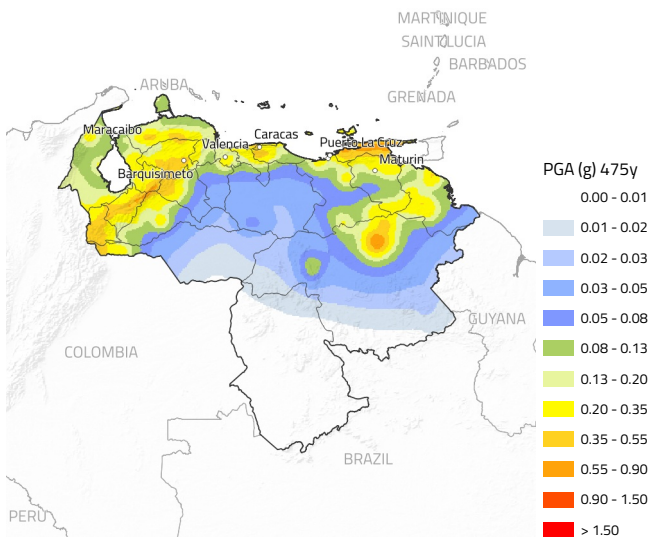 MARTINIQUE
SAINT LUCIA
BARBADOS
ARUBA
GRENADA
Maracaibo
Valencia
Caracas
Puerto La Cruz
Maturin
Barquisimeto
GUYANA
COLOMBIA
BRAZIL
PERU
PGA (g) 475y
0.00 - 0.01
0.01 - 0.02
0.02 - 0.03
0.03 - 0.05
0.05 - 0.08
0.08 - 0.13
0.13 - 0.20
0.20 - 0.35
0.35 - 0.55
0.55 - 0.90
0.90 - 1.50
> 1.50